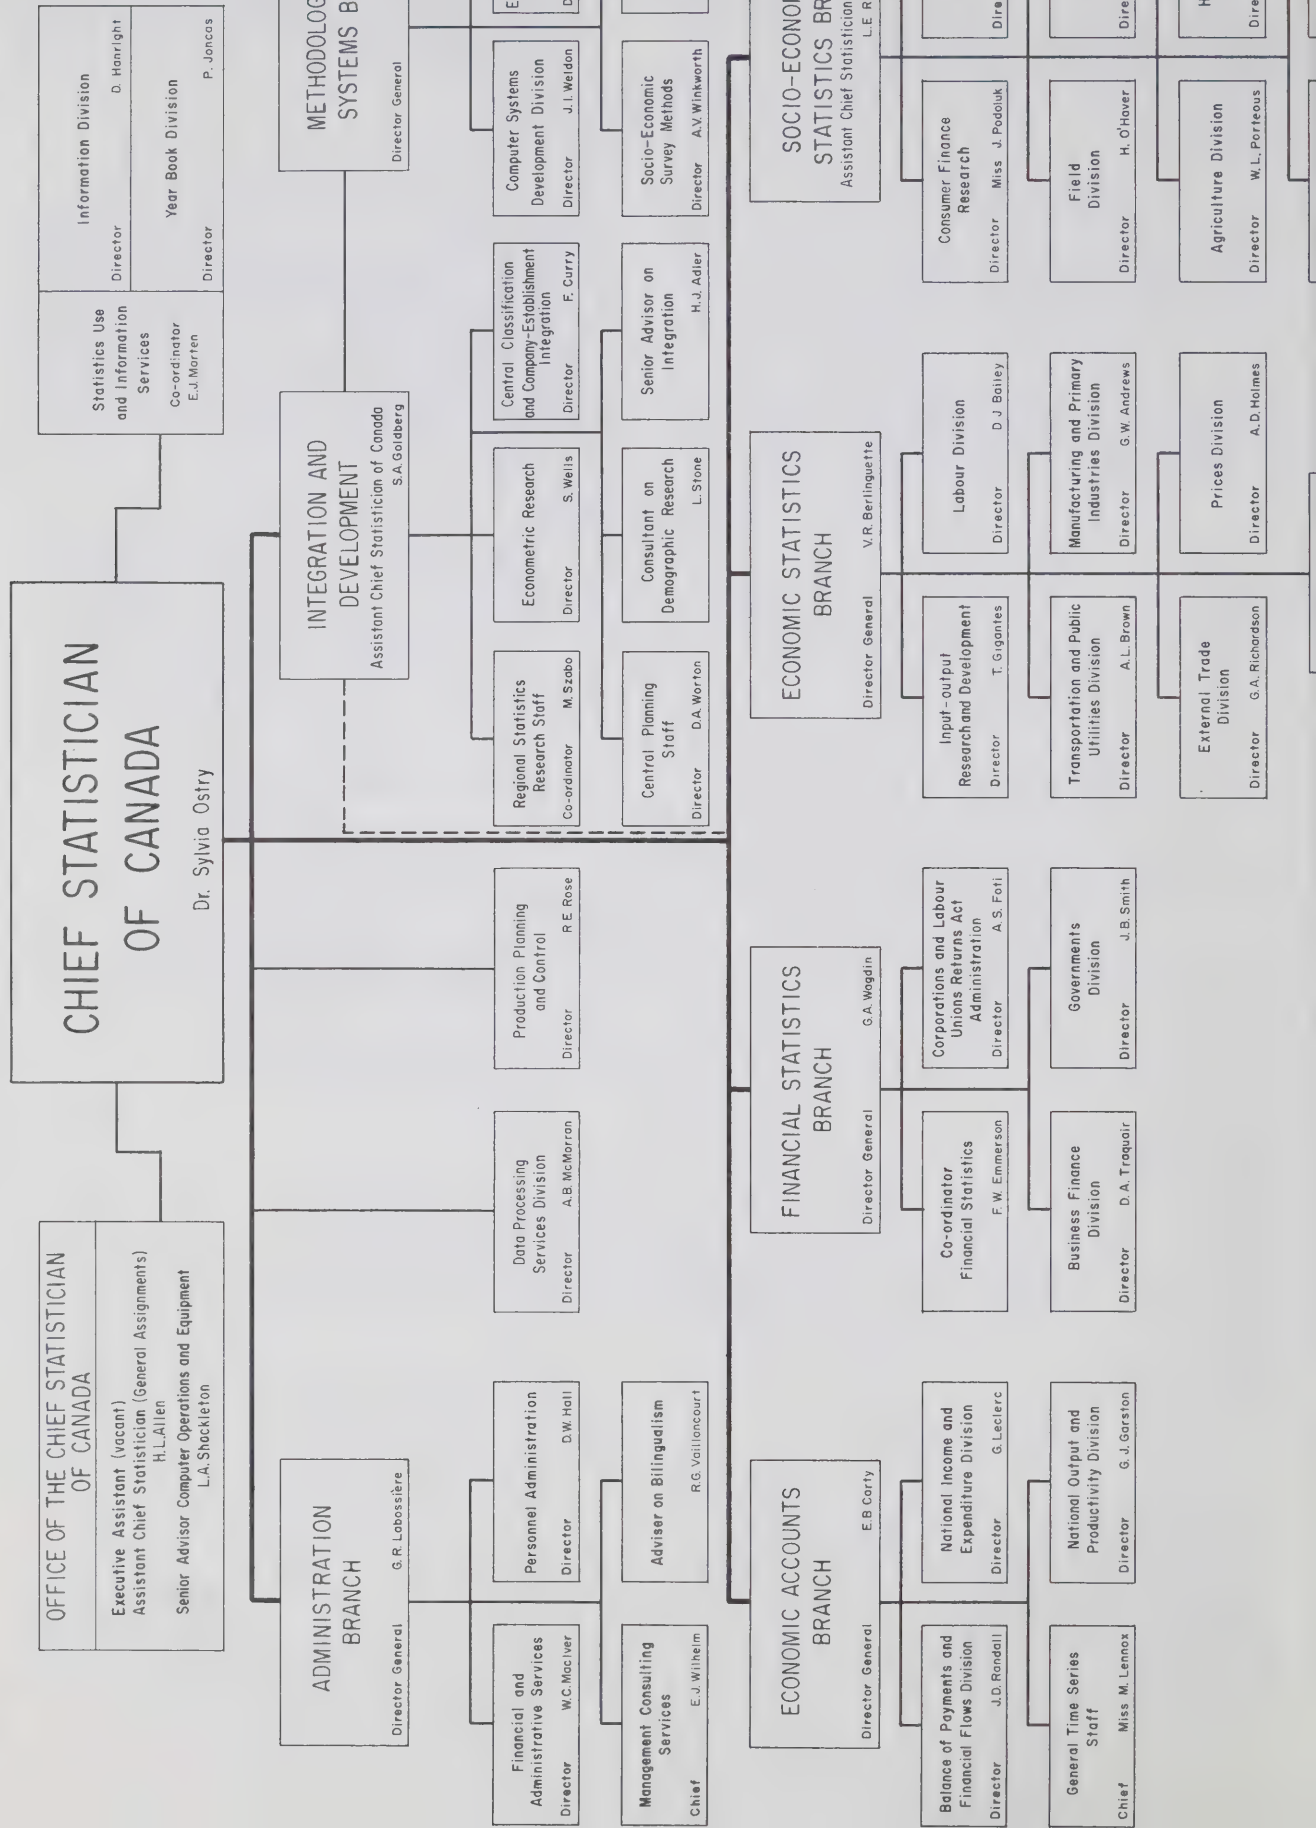 CHIEF STATISTICIAN
OF CANADA
Dr. Sylvia Ostry
OFFICE OF THE CHIEF STATISTICIAN
OF CANADA
Executive Assistant (vacant)
Assistant Chief Statistician (General Assignments)
H.L. Allen
Senior Advisor Computer Operations and Equipment
L.A. Shackleton
Statistics Use
and Information
Services
Co-ordinator
E.J. Morten
Information Division
Director D. Hanright
Year Book Division
Director P. Joncas
ADMINISTRATION
BRANCH
Director General G.R. Labossière
INTEGRATION AND
DEVELOPMENT
Assistant Chief Statistician of Canada
S.A. Goldberg
SYSTEMS
Director General
Financial and
Administrative Services
Director W.C. MacIver
Personnel Administration
Director D.W. Hall
Data Processing
Services Division
Director A.B. McMorran
Production Planning
and Control
Director R.E. Rose
Regional Statistics
Research Staff
Co-ordinator M. Szabo
Econometric Research
Director S. Wells
Central Classification
and Company-Establishment
Integration
Director F. Curry
Computer Systems
Development Division
Director J.I. Weldon
Management Consulting
Services
Chief E.J. Wilhelm
Adviser on Bilingualism
R.G. Vaillancourt
Central Planning
Staff
Director D.A. Worton
Consultant on
Demographic Research
L. Stone
Senior Advisor on
Integration
H.J. Adler
Socio-Economic
Survey Methods
Director A.V. Winkworth
ECONOMIC ACCOUNTS
BRANCH
Director General E.B Carty
FINANCIAL STATISTICS
BRANCH
Director General G.A. Wagdin
ECONOMIC STATISTICS
BRANCH
Director General V.R. Berlinguette
STATISTICS
Assistant Chief Statistician
L.E
Balance of Payments and
Financial Flows Division
Director J.D. Randall
National Income and
Expenditure Division
Director G. Leclerc
Co-ordinator
Financial Statistics
F.W. Emmerson
Corporations and Labour
Unions Returns Act
Administration
Director A.S. Foti
Input-output
Research and Development
Director T. Gigantes
Labour Division
Director D J Bailey
Consumer Finance
Research
Director Miss J. Podoluk
General Time Series
Staff
Chief Miss M. Lennox
National Output and
Productivity Division
Director G.J. Garston
Business Finance
Division
Director D.A. Traquair
Governments
Division
Director J.B. Smith
Transportation and Public
Utilities Division
Director A.L. Brown
Manufacturing and Primary
Industries Division
Director G.W. Andrews
Field
Division
Director H. O'Haver
External Trade
Division
Director G.A. Richardson
Prices Division
Director A.D. Holmes
Agriculture Division
Director W.L. Porteous